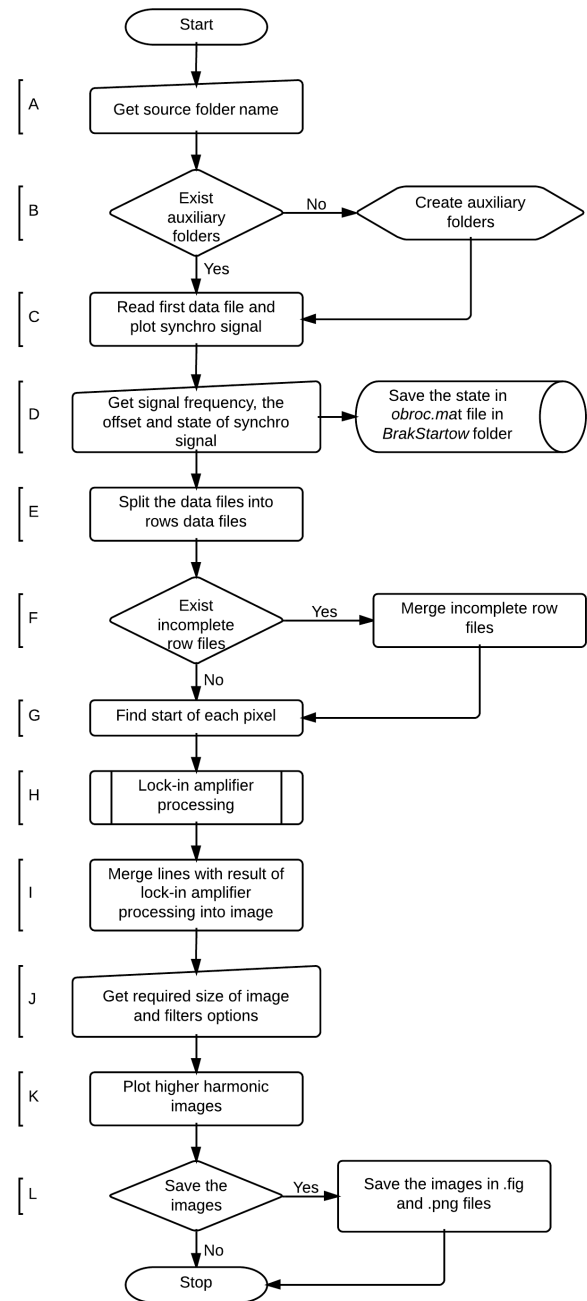 Start
A
Get source folder name
B
Exist
auxiliary
folders
No
Create auxiliary
folders
Yes
C
Read first data file and
plot synchro signal
D
Get signal frequency, the
offset and state of synchro
signal
Save the state in
obroc.mat file in
BrakStartow folder
E
Split the data files into
rows data files
F
Exist
incomplete
row files
Yes
Merge incomplete row
files
No
G
Find start of each pixel
H
Lock-in amplifier
processing
I
Merge lines with result of
lock-in amplifier
processing into image
J
Get required size of image
and filters options
K
Plot higher harmonic
images
L
Save the
images
Yes
Save the images in .fig
and .png files
No
Stop